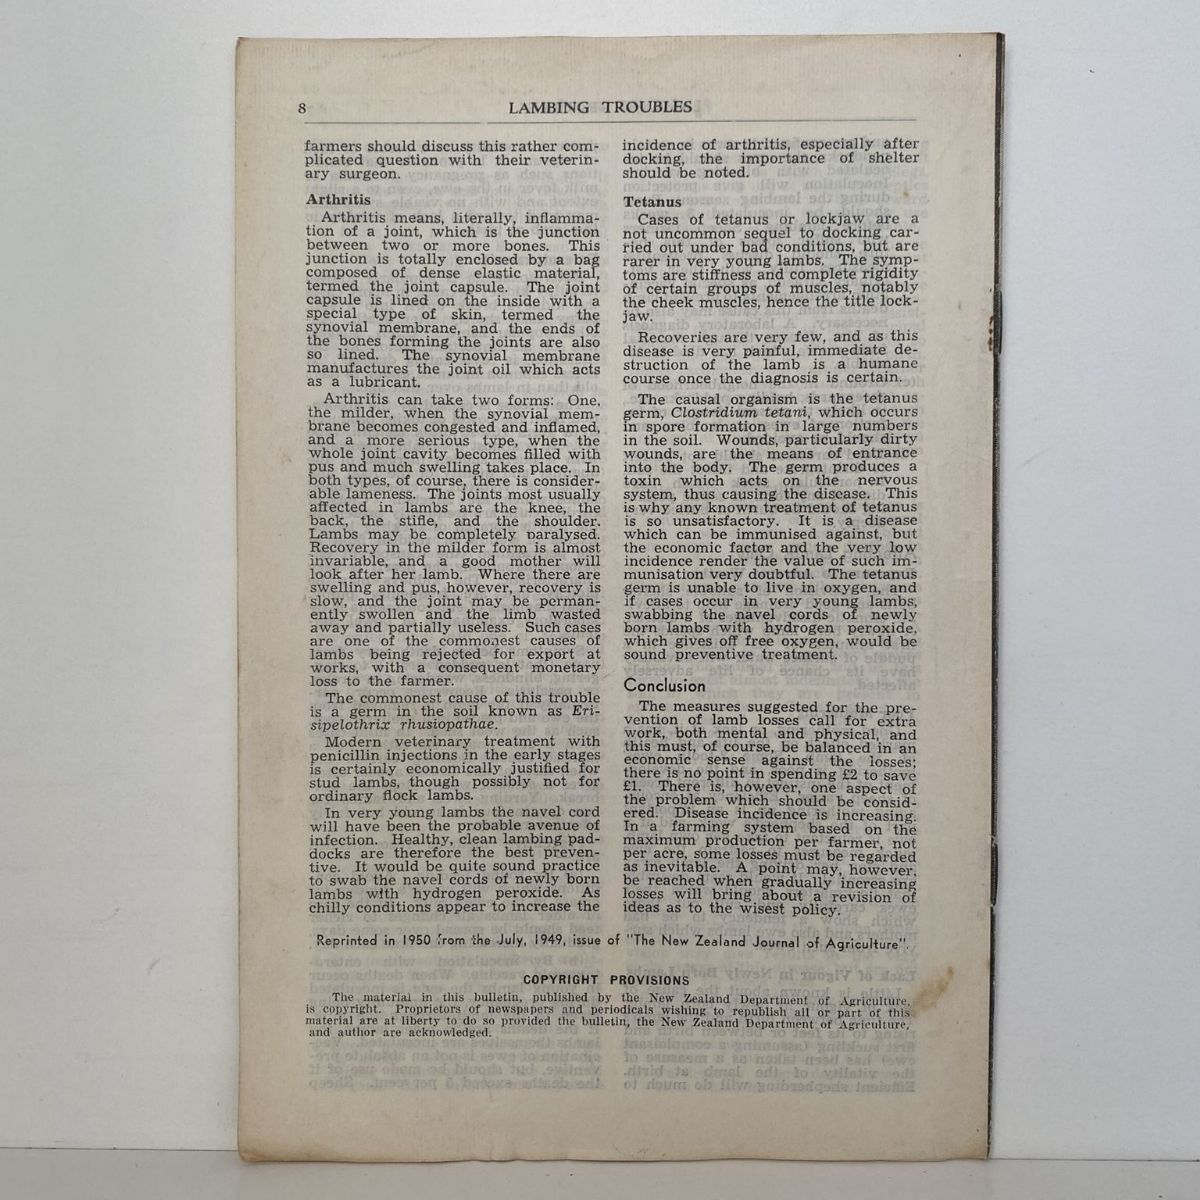 8
LAMBING TROUBLES
farmers should discuss this rather com-
plicated question with their veterin-
ary surgeon.
Arthritis
Arthritis means, literally, inflamma-
tion of a joint, which is the junction
between two or more bones. This
junction is totally enclosed by a bag
composed of dense elastic material,
termed the joint capsule. The joint
capsule is lined on the inside with a
special type of skin, termed the
synovial membrane, and the ends of
the bones forming the joints are also
so lined. The synovial membrane
manufactures the joint oil which acts
as a lubricant.
Arthritis can take two forms: One,
the milder, when the synovial mem-
brane becomes congested and inflamed,
and a more serious type, when the
whole joint cavity becomes filled with
pus and much swelling takes place. In
both types, of course, there is consider-
able lameness. The joints most usually
affected in lambs are the knee, the
back, the stifle, and the shoulder.
Lambs may be completely paralysed.
Recovery in the milder form is almost
invariable, and a good mother will
look after her lamb. Where there are
swelling and pus, however, recovery is
slow, and the joint may be perman-
ently swollen and the limb wasted
away and partially useless. Such cases
are one of the commonest causes of
lambs being rejected for export at
works, with a consequent monetary
loss to the farmer.
The commonest cause of this trouble
is a germ in the soil known as Eri-
sipelothrix rhusiopathae.
Modern veterinary treatment with
penicillin injections in the early stages
is certainly economically justified for
stud lambs, though possibly not for
ordinary flock lambs.
In very young lambs the navel cord
will have been the probable avenue of
infection. Healthy, clean lambing pad-
docks are therefore the best preven-
tive. It would be quite sound practice
to swab the navel cords of newly born
lambs with hydrogen peroxide. As
chilly conditions appear to increase the
incidence of arthritis, especially after
docking, the importance of shelter
should be noted.
Tetanus
Cases of tetanus or lockjaw are a
not uncommon sequel to docking car-
ried out under bad conditions, but are
rarer in very young lambs. The symp-
toms are stiffness and complete rigidity
of certain groups of muscles, notably
the cheek muscles, hence the title lock-
jaw.
Recoveries are very few, and as this
disease is very painful, immediate de-
struction of the lamb is a humane
course once the diagnosis is certain.
The causal organism is the tetanus
germ, Clostridium tetani, which occurs
in spore formation in large numbers
in the soil. Wounds, particularly dirty
wounds, are the means of entrance
into the body. The germ produces a
toxin which acts on the nervous
system, thus causing the disease. This
is why any known treatment of tetanus
is so unsatisfactory. It is a disease
which can be immunised against, but
the economic factor and the very low
incidence render the value of such im-
munisation very doubtful. The tetanus
germ is unable to live in oxygen, and
if cases occur in very young lambs,
swabbing the navel cords of newly
born lambs with hydrogen peroxide,
which gives off free oxygen, would be
sound preventive treatment.
Conclusion
The measures suggested for the pre-
vention of lamb losses call for extra
work, both mental and physical, and
this must, of course, be balanced in an
economic sense against the losses;
there is no point in spending £2 to save
£1. There is, however, one aspect of
the problem which should be consid-
ered. Disease incidence is increasing.
In a farming system based on the
maximum production per farmer, not
per acre, some losses must be regarded
as inevitable. A point may, however,
be reached when gradually increasing
losses will bring about a revision of
ideas as to the wisest policy.
Reprinted in 1950 from the July, 1949, issue of "The New Zealand Journal of Agriculture".
COPYRIGHT PROVISIONS
The material in this bulletin, published by the New Zealand Department of Agriculture,
is copyright. Proprietors of newspapers and periodicals wishing to republish all or part of this
material are at liberty to do so provided the bulletin, the New Zealand Department of Agriculture,
and author are acknowledged.